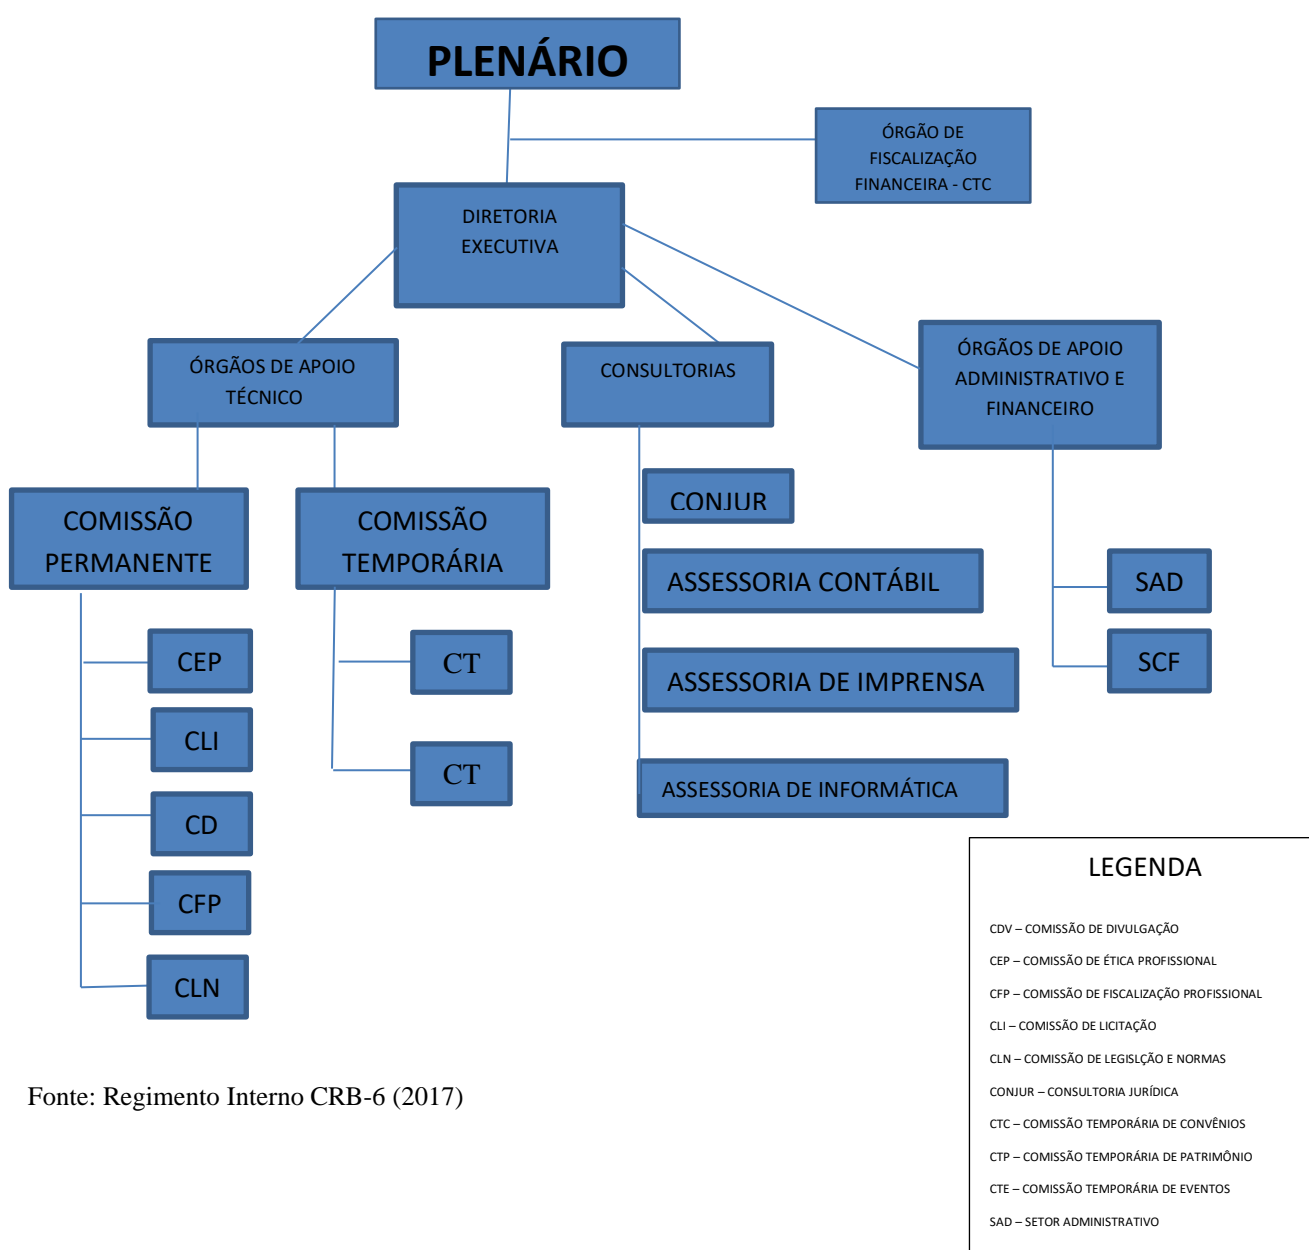 PLENÁRIO
ÓRGÃO DE
FISCALIZAÇÃO
FINANCEIRA - CTC
DIRETORIA
EXECUTIVA
ÓRGÃOS DE APOIO
TÉCNICO
CONSULTORIAS
ÓRGÃOS DE APOIO
ADMINISTRATIVO E
FINANCEIRO
COMISSÃO
PERMANENTE
COMISSÃO
TEMPORÁRIA
CONJUR
ASSESSORIA CONTÁBIL
ASSESSORIA DE IMPRENSA
ASSESSORIA DE INFORMÁTICA
SAD
SCF
CEP
CLI
CD
CFP
CLN
CT
CT
LEGENDA
CDV – COMISSÃO DE DIVULGAÇÃO
CEP – COMISSÃO DE ÉTICA PROFISSIONAL
CFP – COMISSÃO DE FISCALIZAÇÃO PROFISSIONAL
CLI – COMISSÃO DE LICITAÇÃO
CLN – COMISSÃO DE LEGISLÇÃO E NORMAS
CONJUR – CONSULTORIA JURÍDICA
CTC – COMISSÃO TEMPORÁRIA DE CONVÊNIOS
CTP – COMISSÃO TEMPORÁRIA DE PATRIMÔNIO
CTE – COMISSÃO TEMPORÁRIA DE EVENTOS
SAD – SETOR ADMINISTRATIVO
Fonte: Regimento Interno CRB-6 (2017)